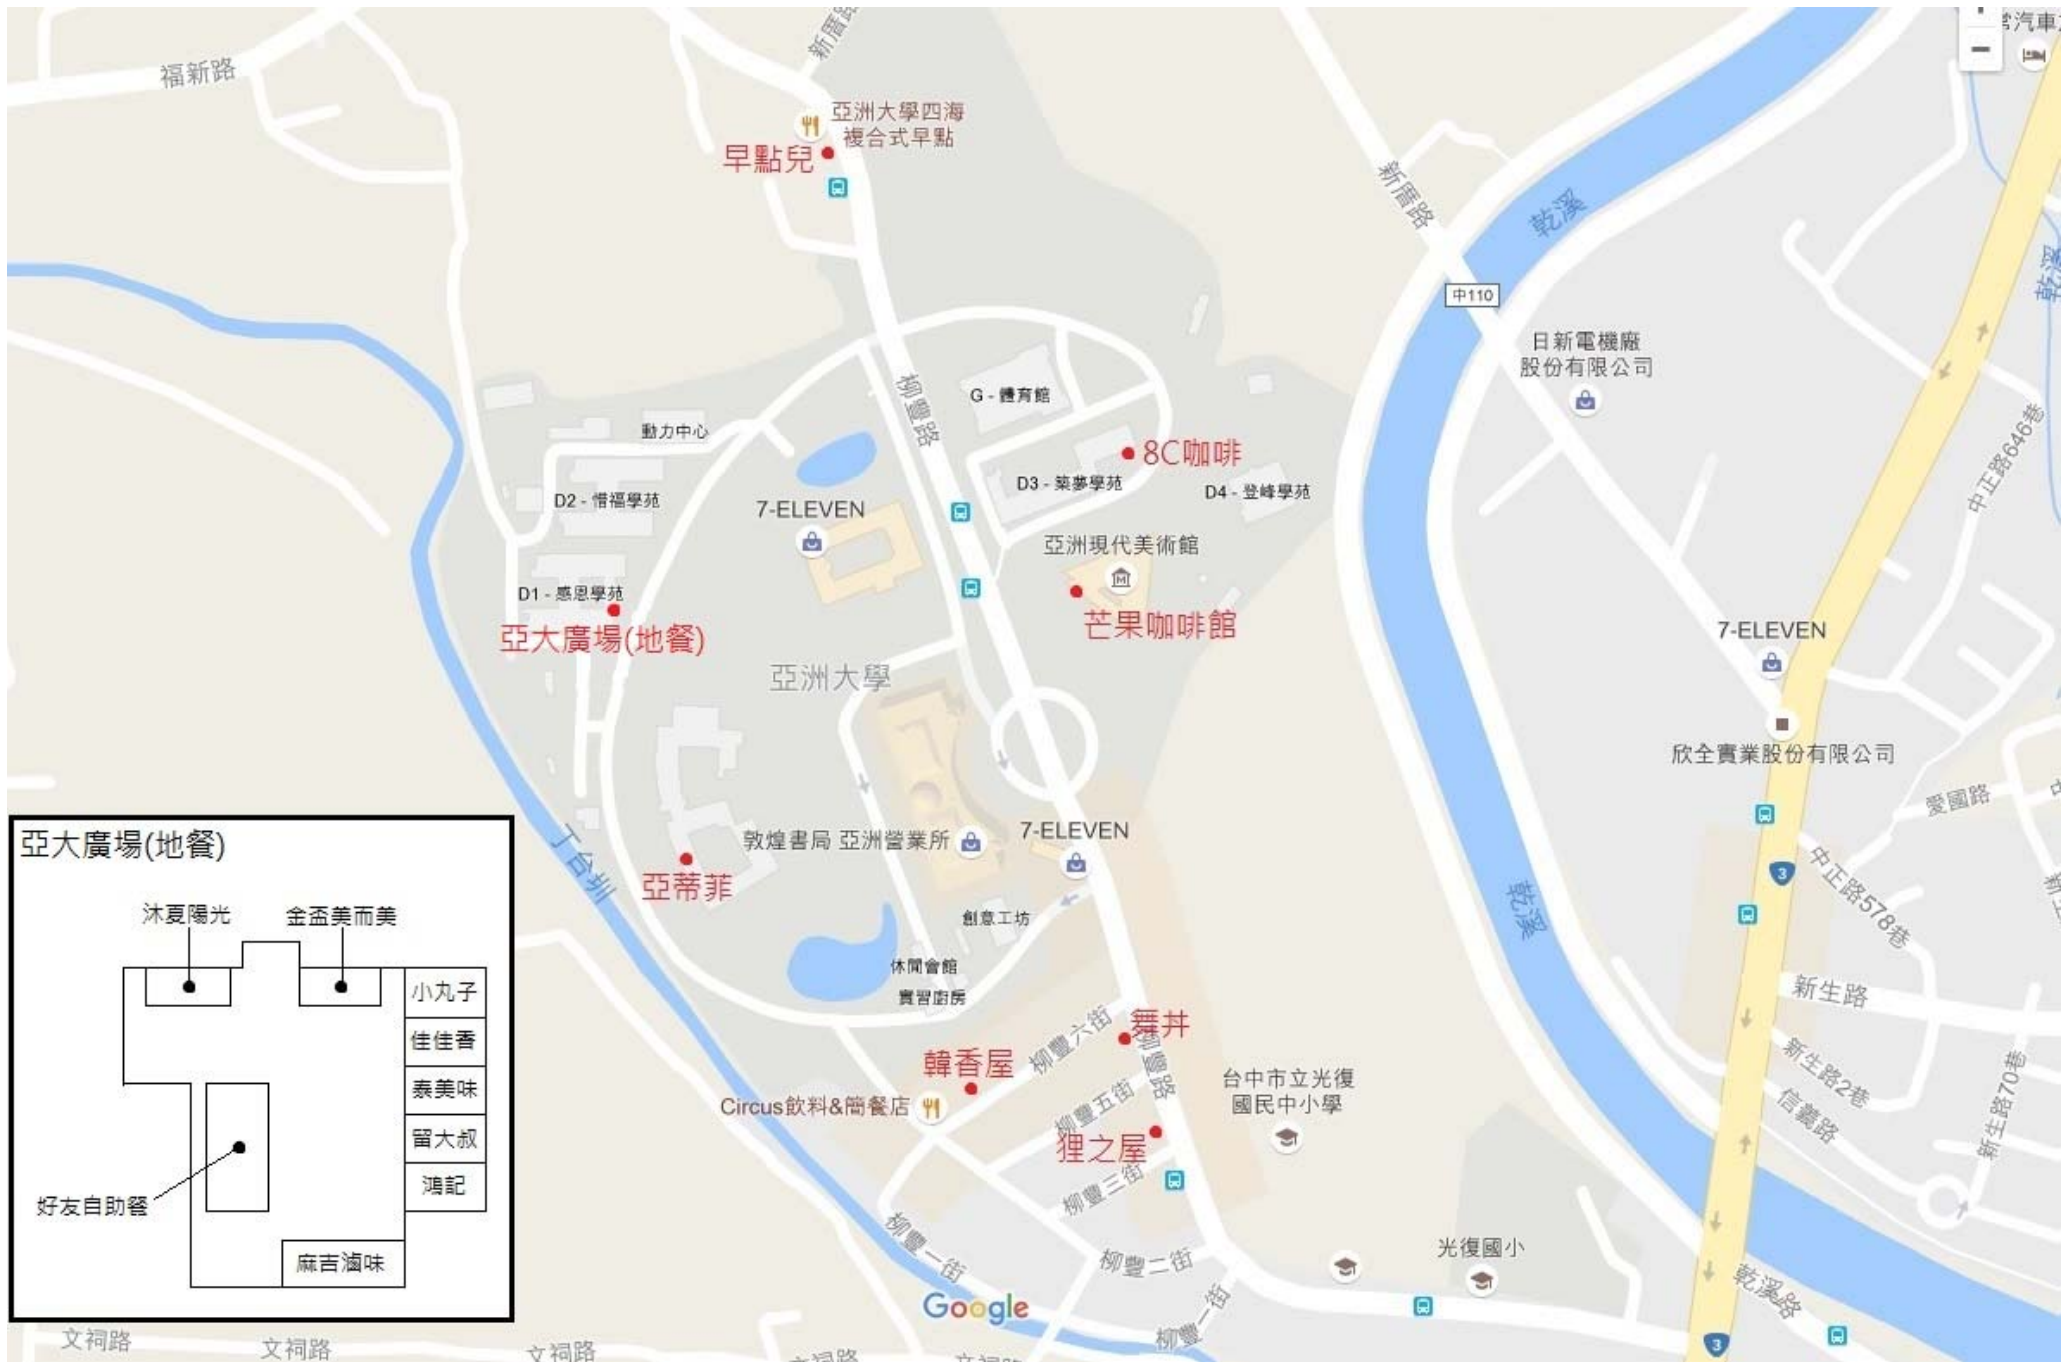 常汽車
福新路
新厝路
亞洲大學四海
複合式早點
早點兒
新厝路
乾溪
乾溪
中110
日新電機廠
股份有限公司
柳豐路
G - 體育館
動力中心
8C咖啡
D3 - 築夢學苑
D4 - 登峰學苑
D2 - 惜福學苑
7-ELEVEN
中正路646巷
亞洲現代美術館
D1 - 感恩學苑
亞大廣場(地餐)
芒果咖啡館
7-ELEVEN
亞洲大學
欣全實業股份有限公司
愛國路
7-ELEVEN
敦煌書局 亞洲營業所
丁台圳
亞蒂菲
3
中正路578巷
乾溪
創意工坊
休閒會館
實習廚房
新生路
柳豐六街
舞丼
柳豐路
韓香屋
新生路2巷
新生路70巷
信義路
台中市立光復
國民中小學
Circus飲料&簡餐店
柳豐五街
狸之屋
柳豐三街
柳豐一街
柳豐二街
光復國小
乾溪路
柳豐一街
Google
3
文祠路
文祠路
文祠路
文祠路
亞大廣場(地餐)
沐夏陽光
金盃美而美
小丸子
佳佳香
泰美味
留大叔
鴻記
好友自助餐
麻吉滷味